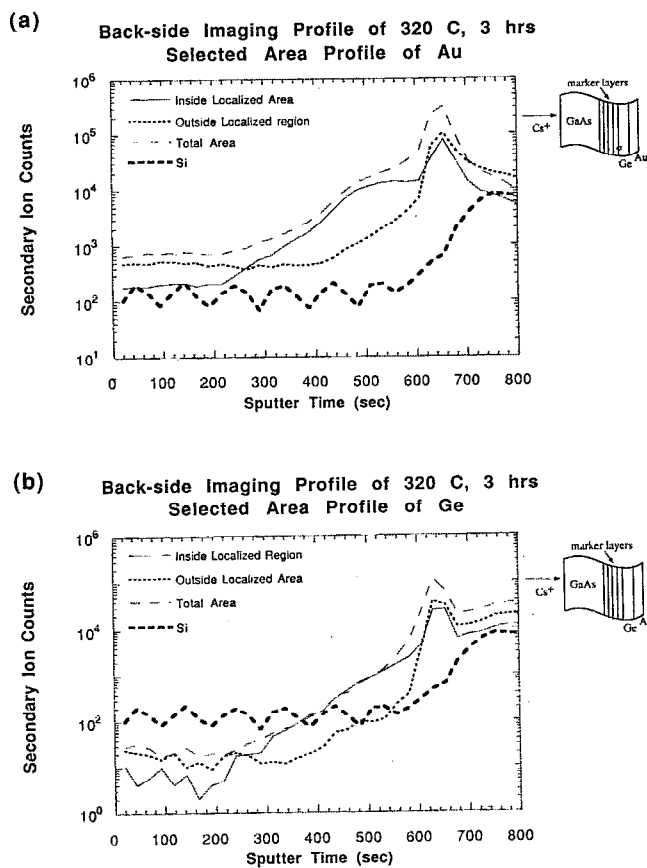 (a)
Back-side Imaging Profile of 320 C, 3 hrs
Selected Area Profile of Au
Secondary Ion Counts
10^6
10^5
10^4
10^3
10^2
10^1
Inside Localized Area
Outside Localized region
Total Area
Si
0 100 200 300 400 500 600 700 800
Sputter Time (sec)
marker layers
Cs+
GaAs
Ge
Au
(b)
Back-side Imaging Profile of 320 C, 3 hrs
Selected Area Profile of Ge
Secondary Ion Counts
10^6
10^4
10^2
10^0
Inside Localized Region
Outside Localized Area
Total Area
Si
0 100 200 300 400 500 600 700 800
Sputter Time (sec)
marker layers
Cs+
GaAs
Ge
A